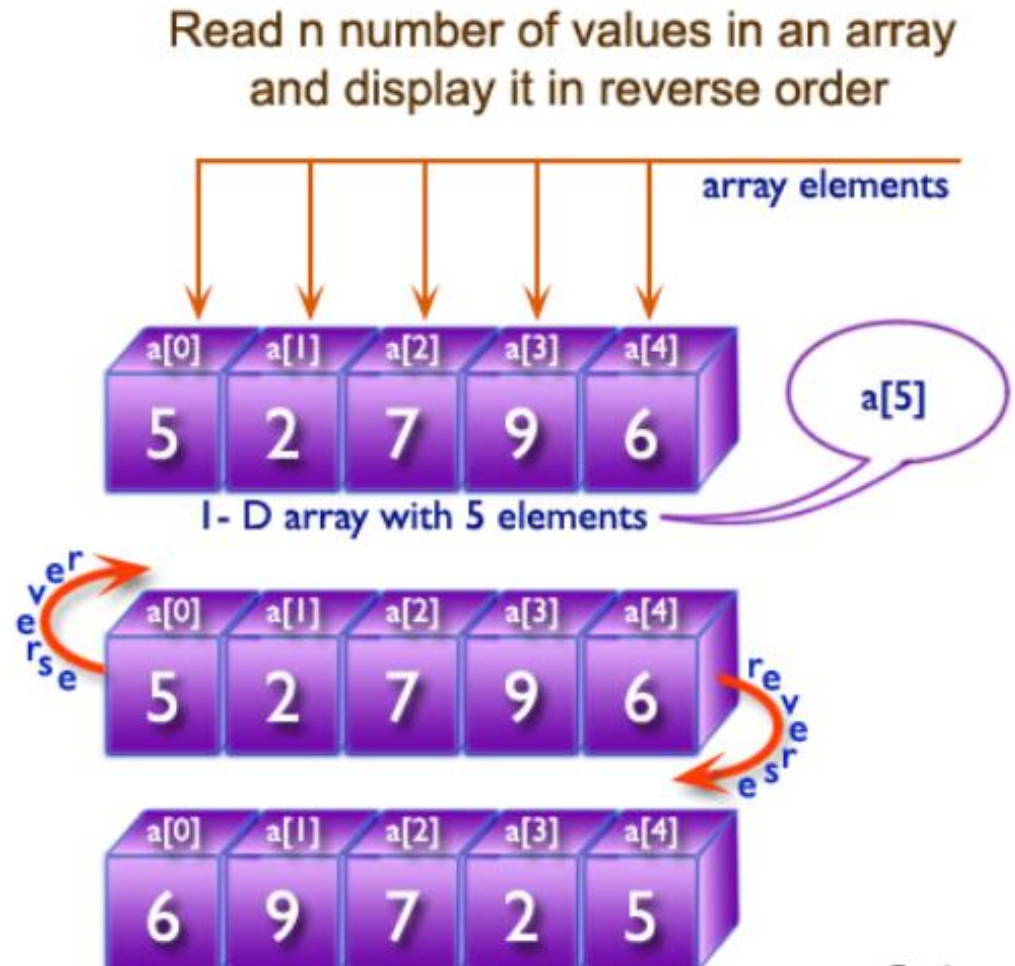 Read n number of values in an array
and display it in reverse order
array elements
a[0] a[1] a[2] a[3] a[4]
5 2 7 9 6
a[5]
1- D array with 5 elements
reverse
a[0] a[1] a[2] a[3] a[4]
5 2 7 9 6
reverse
a[0] a[1] a[2] a[3] a[4]
6 9 7 2 5